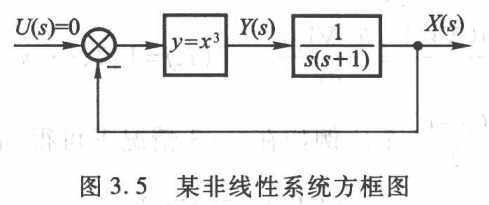 U(s)=0
y=x³
Y(s)
1
s(s+1)
X(s)
−
图 3.5 某非线性系统方框图